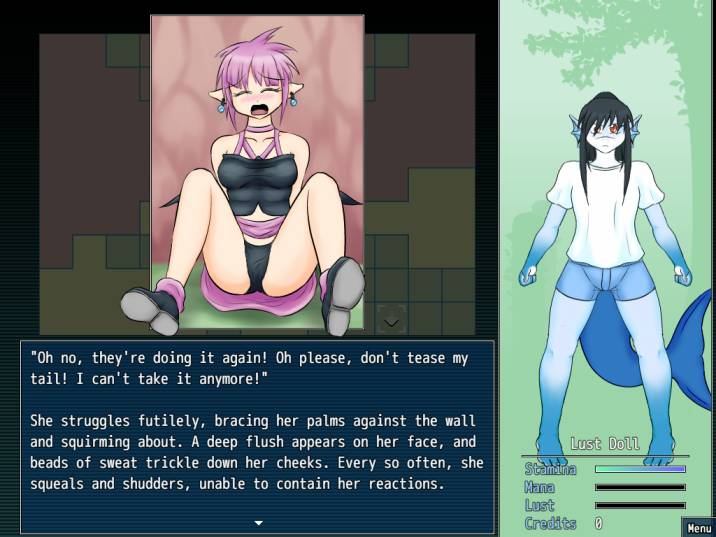 "Oh no, they're doing it again! Oh please, don't tease my
tail! I can't take it anymore!"
She struggles futilely, bracing her palms against the wall
and squirming about. A deep flush appears on her face, and
beads of sweat trickle down her cheeks. Every so often, she
squeals and shudders, unable to contain her reactions.
Lust Doll
Stamina
Mana
Lust
Credits 0
Menu